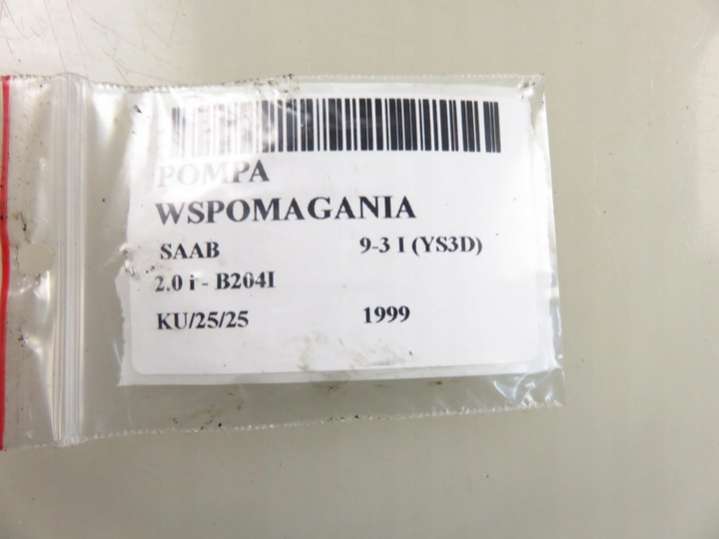 POMPA
WSPOMAGANIA
SAAB 9-3 I (YS3D)
2.0 i - B204I
KU/25/25 1999